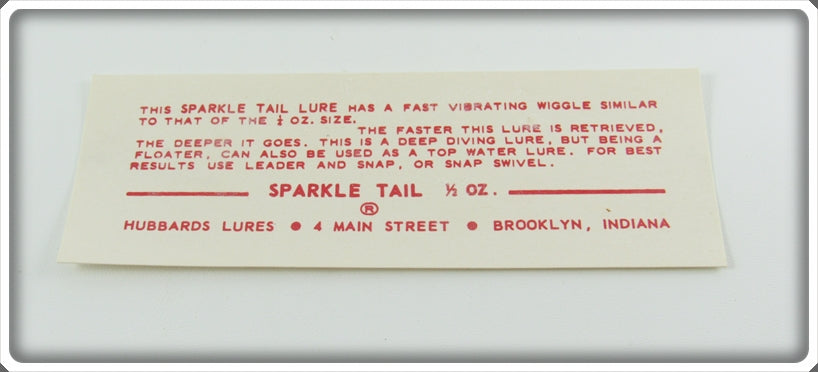 THIS SPARKLE TAIL LURE HAS A FAST VIBRATING WIGGLE SIMILAR
TO THAT OF THE OZ. SIZE.
THE FASTER THIS LURE IS RETRIEVED,
THE DEEPER IT GOES. THIS IS A DEEP DIVING LURE, BUT BEING A
FLOATER, CAN ALSO BE USED AS A TOP WATER LURE. FOR BEST
RESULTS USE LEADER AND SNAP, OR SNAP SWIVEL.
SPARKLE TAIL ½ OZ.
®
HUBBARDS LURES • 4 MAIN STREET • BROOKLYN, INDIANA